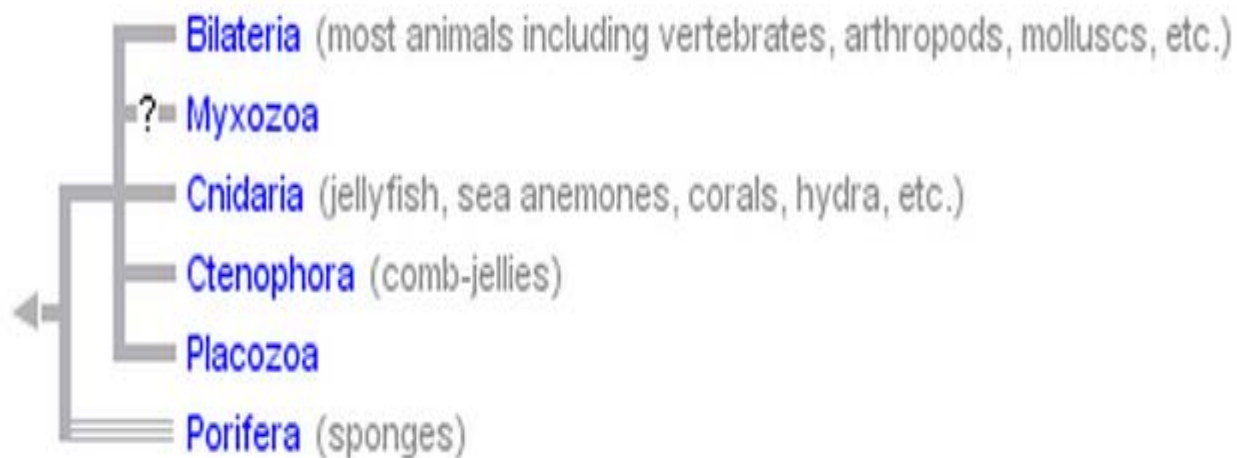 Bilateria (most animals including vertebrates, arthropods, molluscs, etc.)
? Myxozoa
Cnidaria (jellyfish, sea anemones, corals, hydra, etc.)
Ctenophora (comb-jellies)
Placozoa
Porifera (sponges)